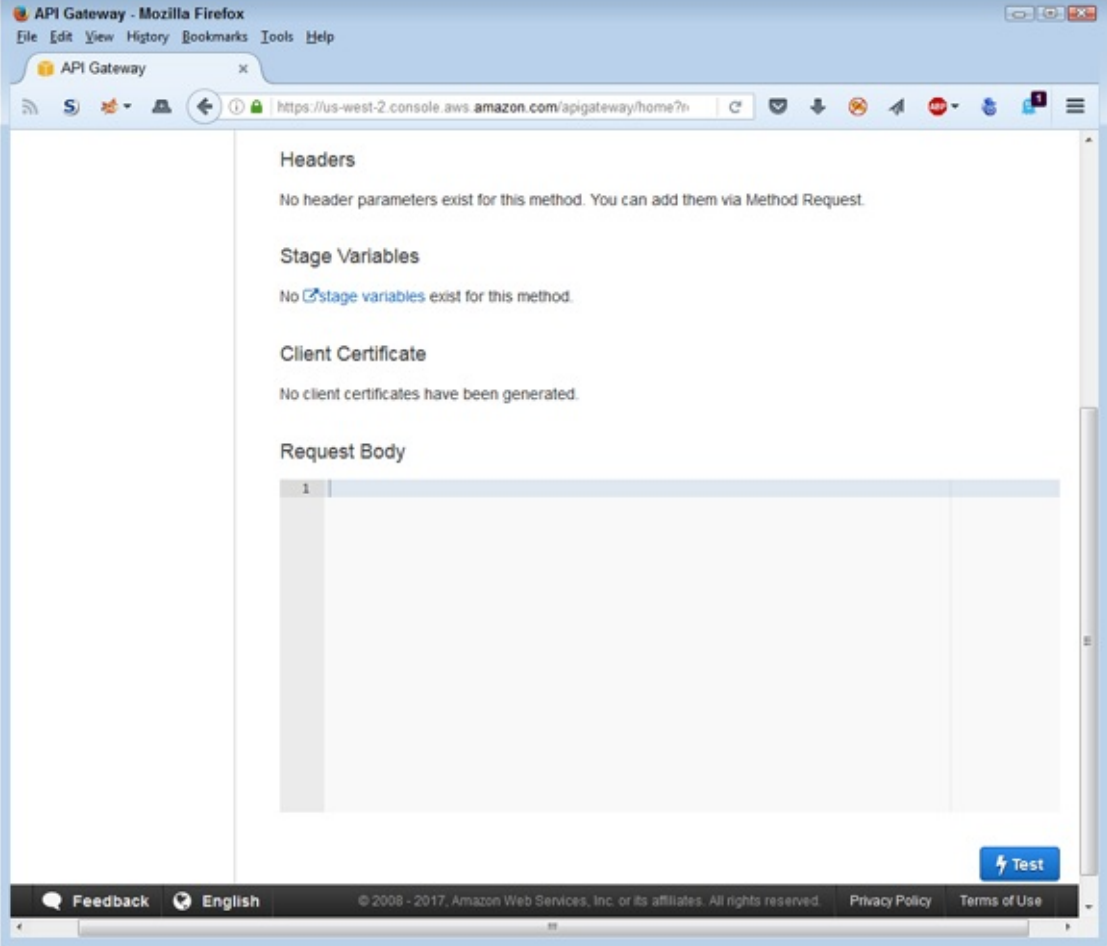 API Gateway - Mozilla Firefox
File Edit View History Bookmarks Tools Help
API Gateway
https://us-west-2.console.aws.amazon.com/apigateway/home?r
ABP
1
Headers
No header parameters exist for this method. You can add them via Method Request.
Stage Variables
No stage variables exist for this method.
Client Certificate
No client certificates have been generated.
Request Body
1
Test
Feedback English © 2008 - 2017, Amazon Web Services, Inc. or its affiliates. All rights reserved. Privacy Policy Terms of Use